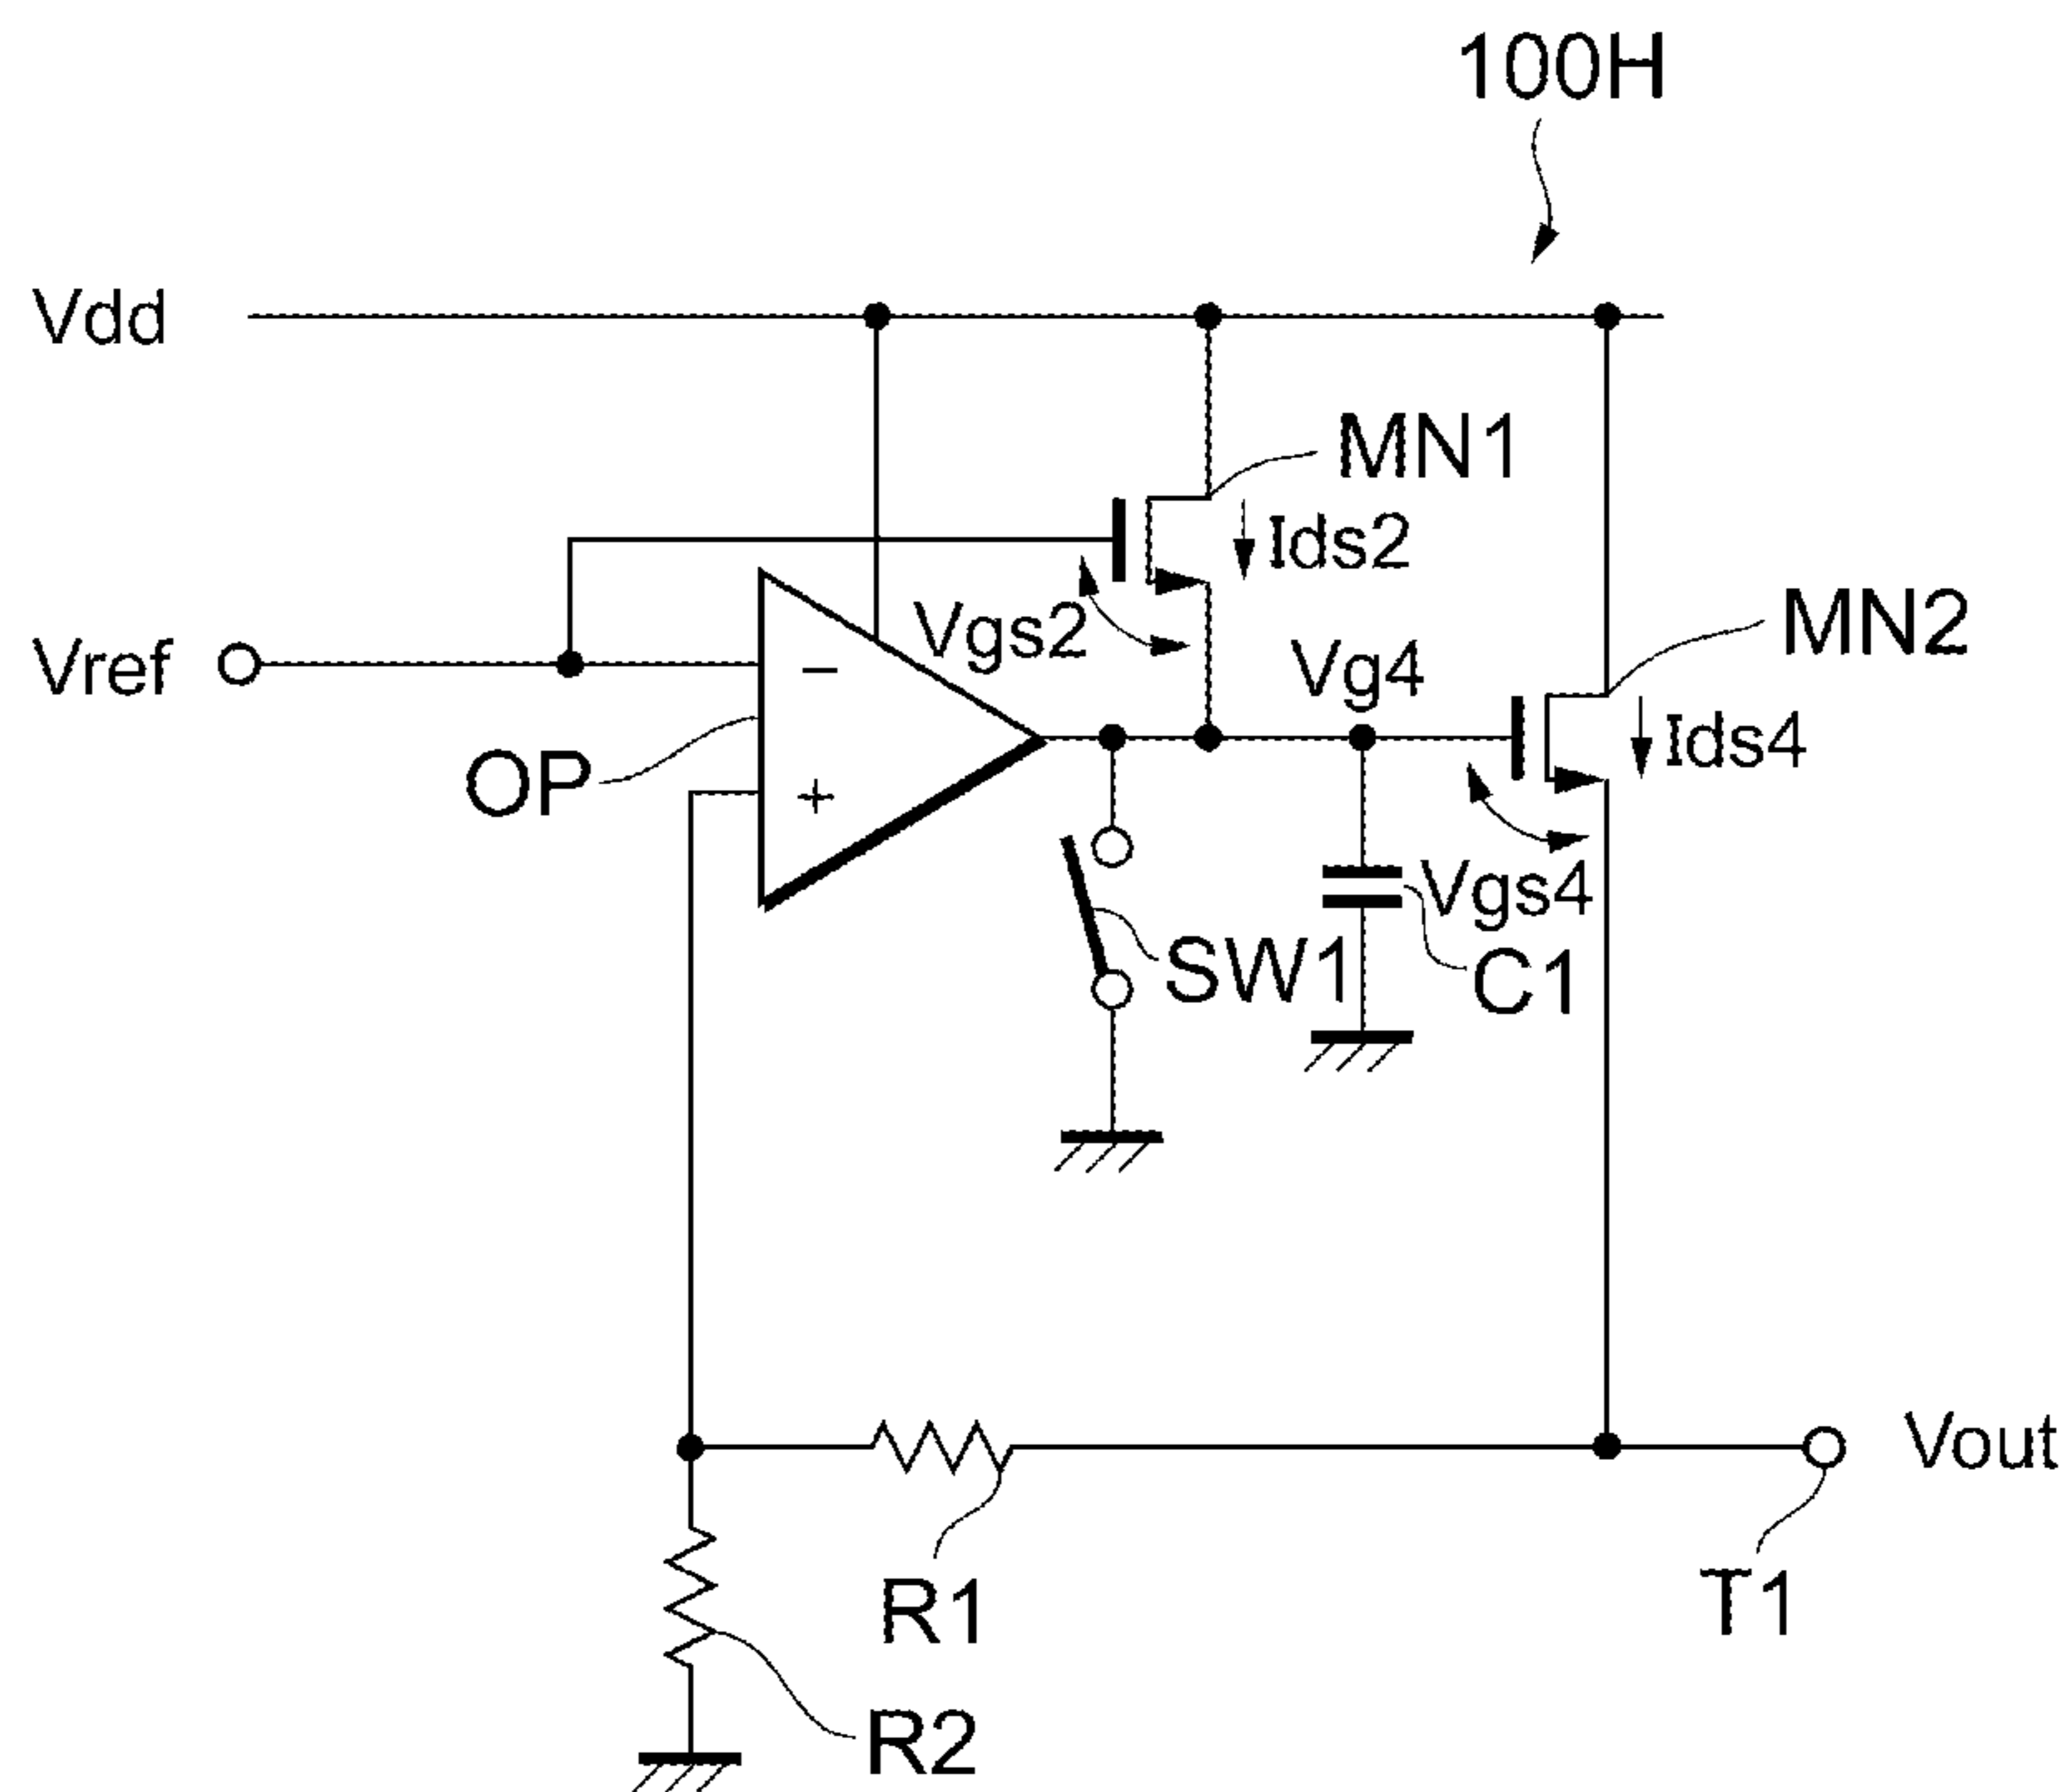 100H
Vdd
MN1
Ids2
Vgs2
MN2
Vref
−
Vg4
Ids4
OP
+
Vgs4
SW1
C1
Vout
R1
T1
R2